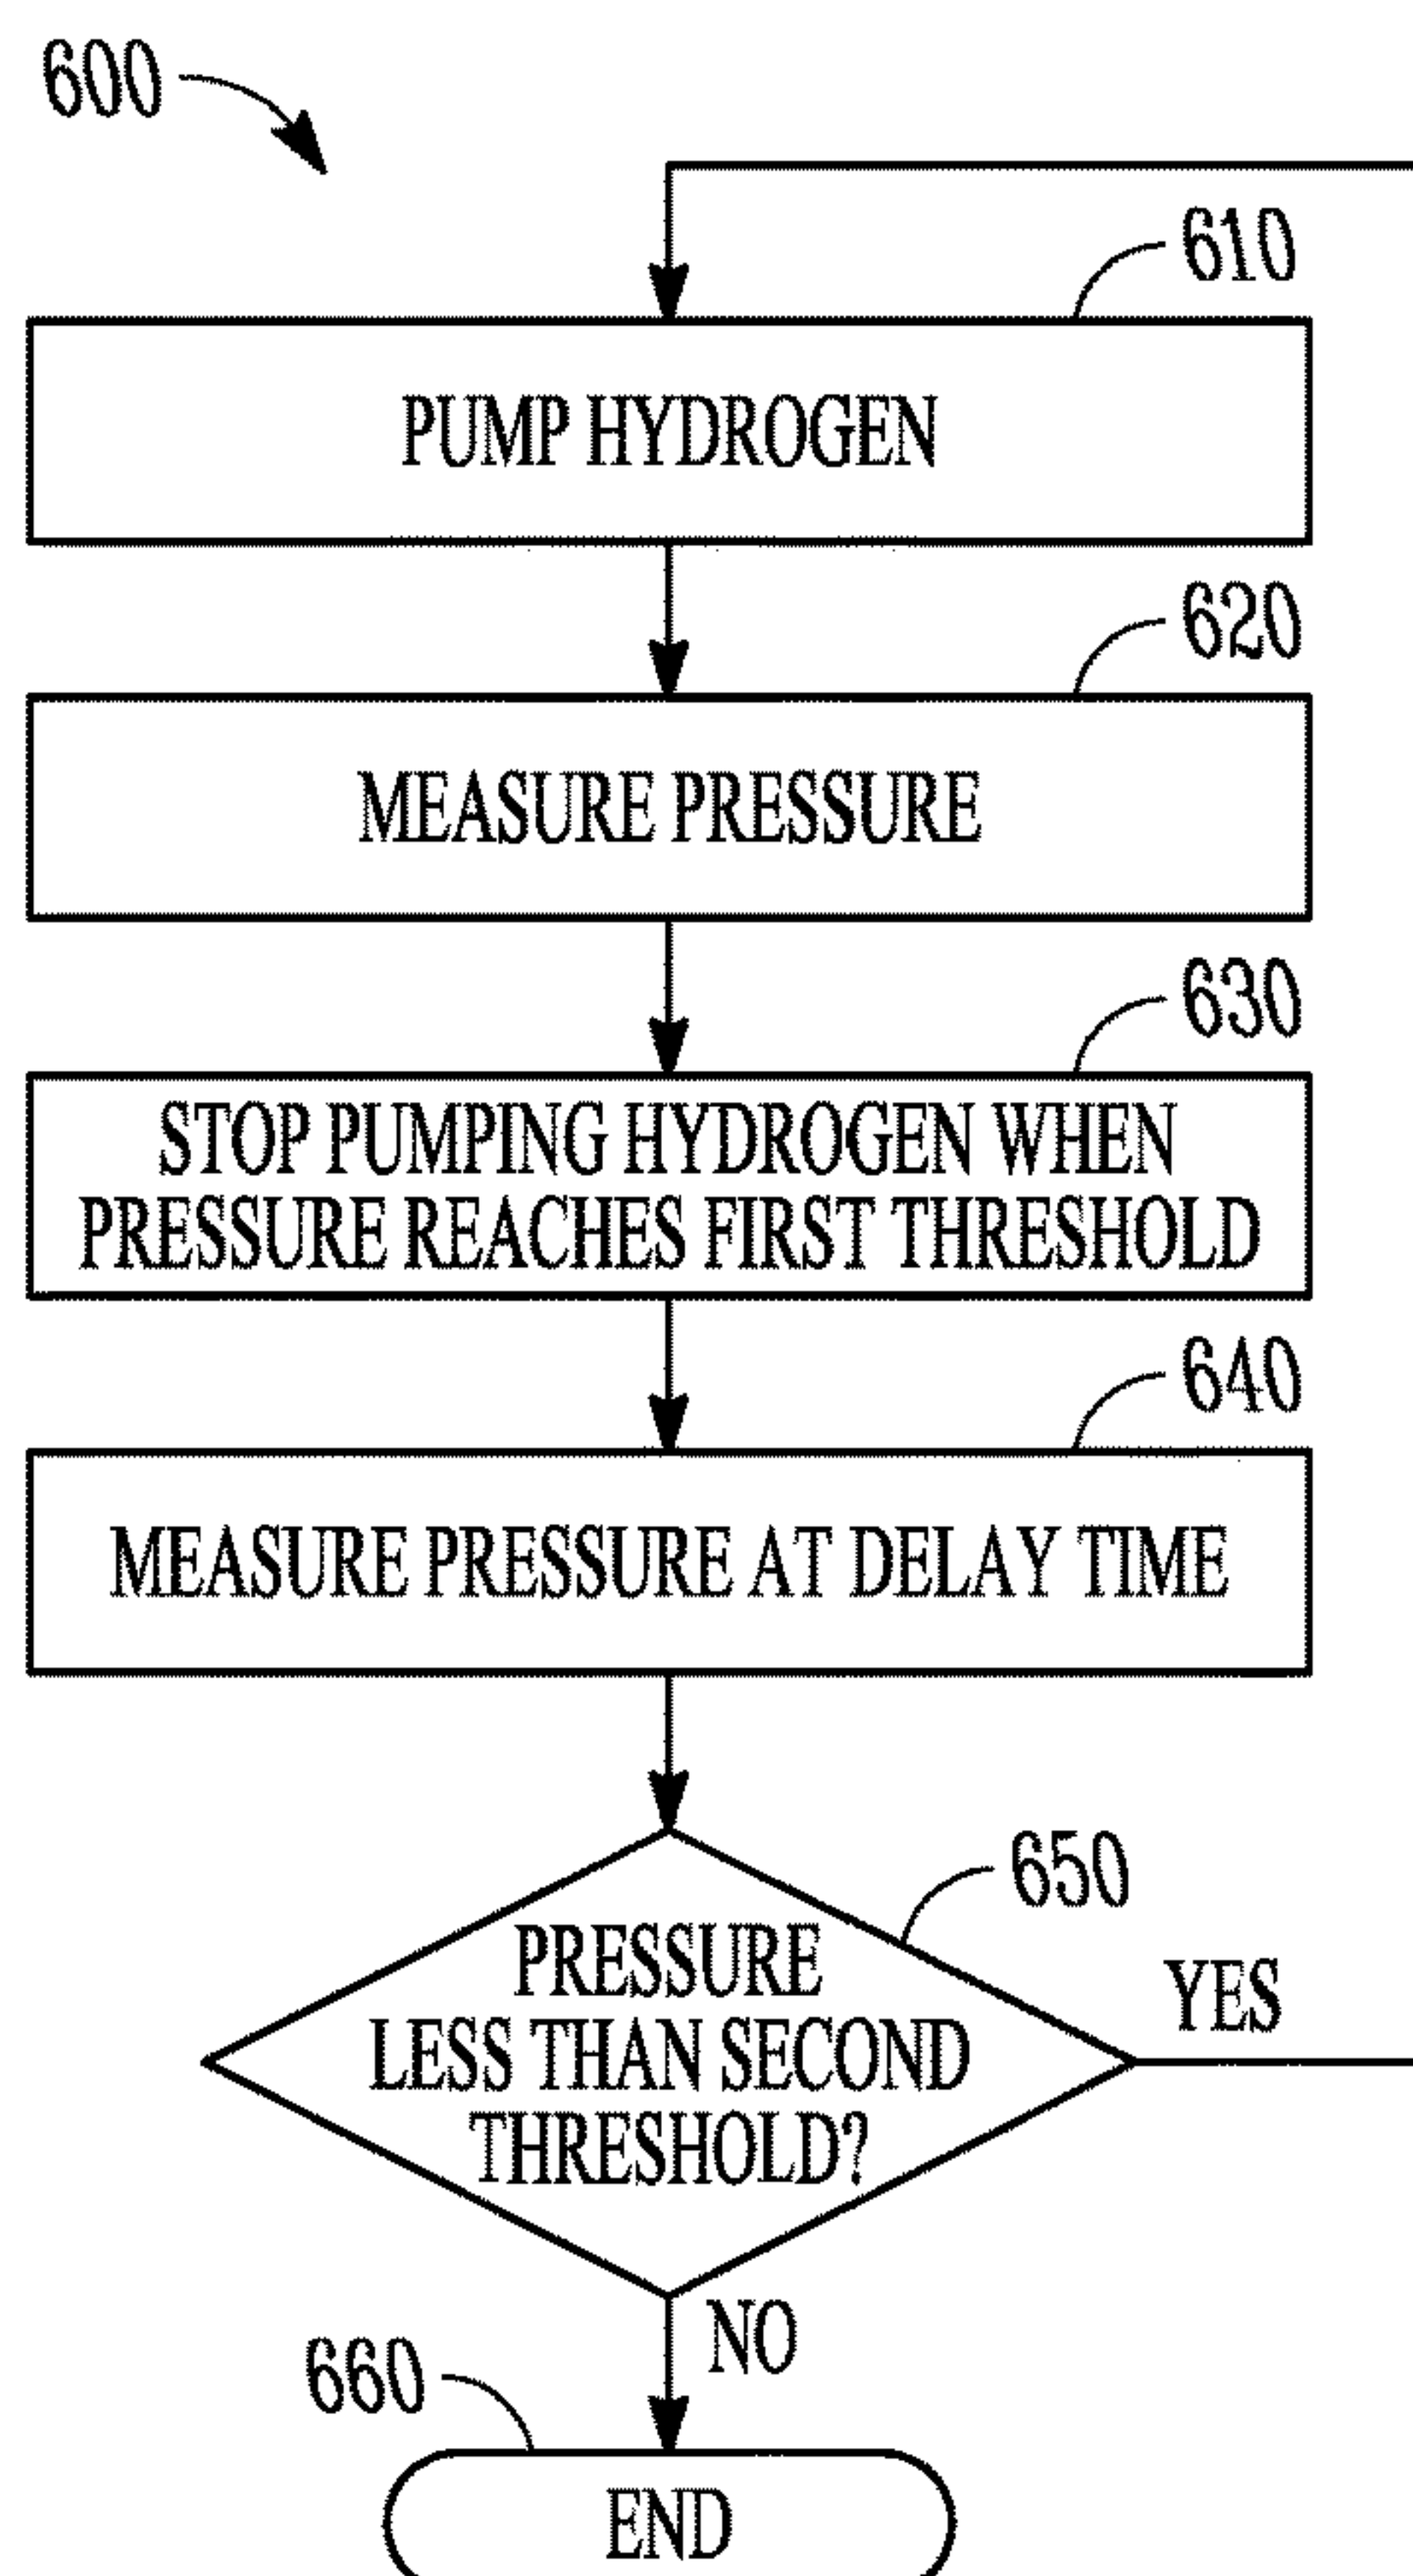 600
610
PUMP HYDROGEN
620
MEASURE PRESSURE
630
STOP PUMPING HYDROGEN WHEN
PRESSURE REACHES FIRST THRESHOLD
640
MEASURE PRESSURE AT DELAY TIME
650
PRESSURE
LESS THAN SECOND
THRESHOLD?
YES
NO
660
END